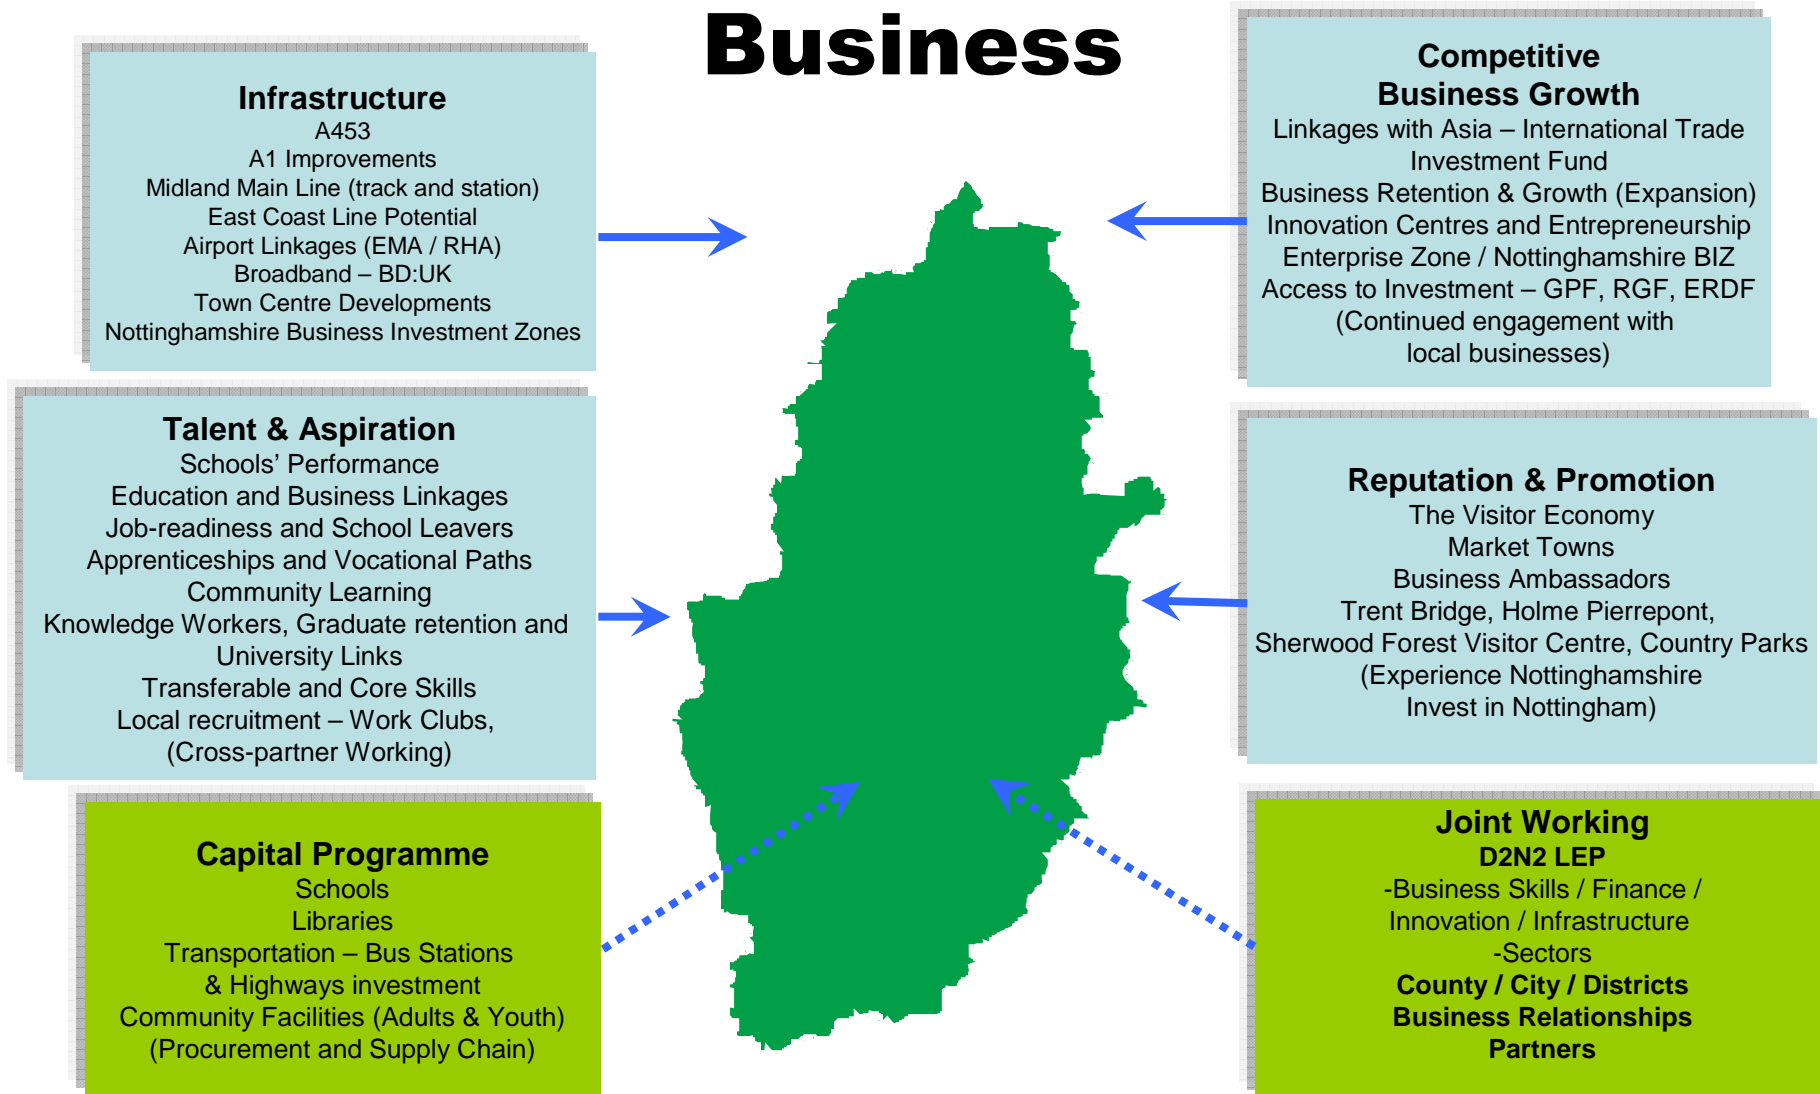 Business
Infrastructure
A453
A1 Improvements
Midland Main Line (track and station)
East Coast Line Potential
Airport Linkages (EMA / RHA)
Broadband – BD:UK
Town Centre Developments
Nottinghamshire Business Investment Zones
Competitive
Business Growth
Linkages with Asia – International Trade
Investment Fund
Business Retention & Growth (Expansion)
Innovation Centres and Entrepreneurship
Enterprise Zone / Nottinghamshire BIZ
Access to Investment – GPF, RGF, ERDF
(Continued engagement with
local businesses)
Talent & Aspiration
Schools’ Performance
Education and Business Linkages
Job-readiness and School Leavers
Apprenticeships and Vocational Paths
Community Learning
Knowledge Workers, Graduate retention and
University Links
Transferable and Core Skills
Local recruitment – Work Clubs,
(Cross-partner Working)
Reputation & Promotion
The Visitor Economy
Market Towns
Business Ambassadors
Trent Bridge, Holme Pierrepont,
Sherwood Forest Visitor Centre, Country Parks
(Experience Nottinghamshire
Invest in Nottingham)
Capital Programme
Schools
Libraries
Transportation – Bus Stations
& Highways investment
Community Facilities (Adults & Youth)
(Procurement and Supply Chain)
Joint Working
D2N2 LEP
-Business Skills / Finance /
Innovation / Infrastructure
-Sectors
County / City / Districts
Business Relationships
Partners